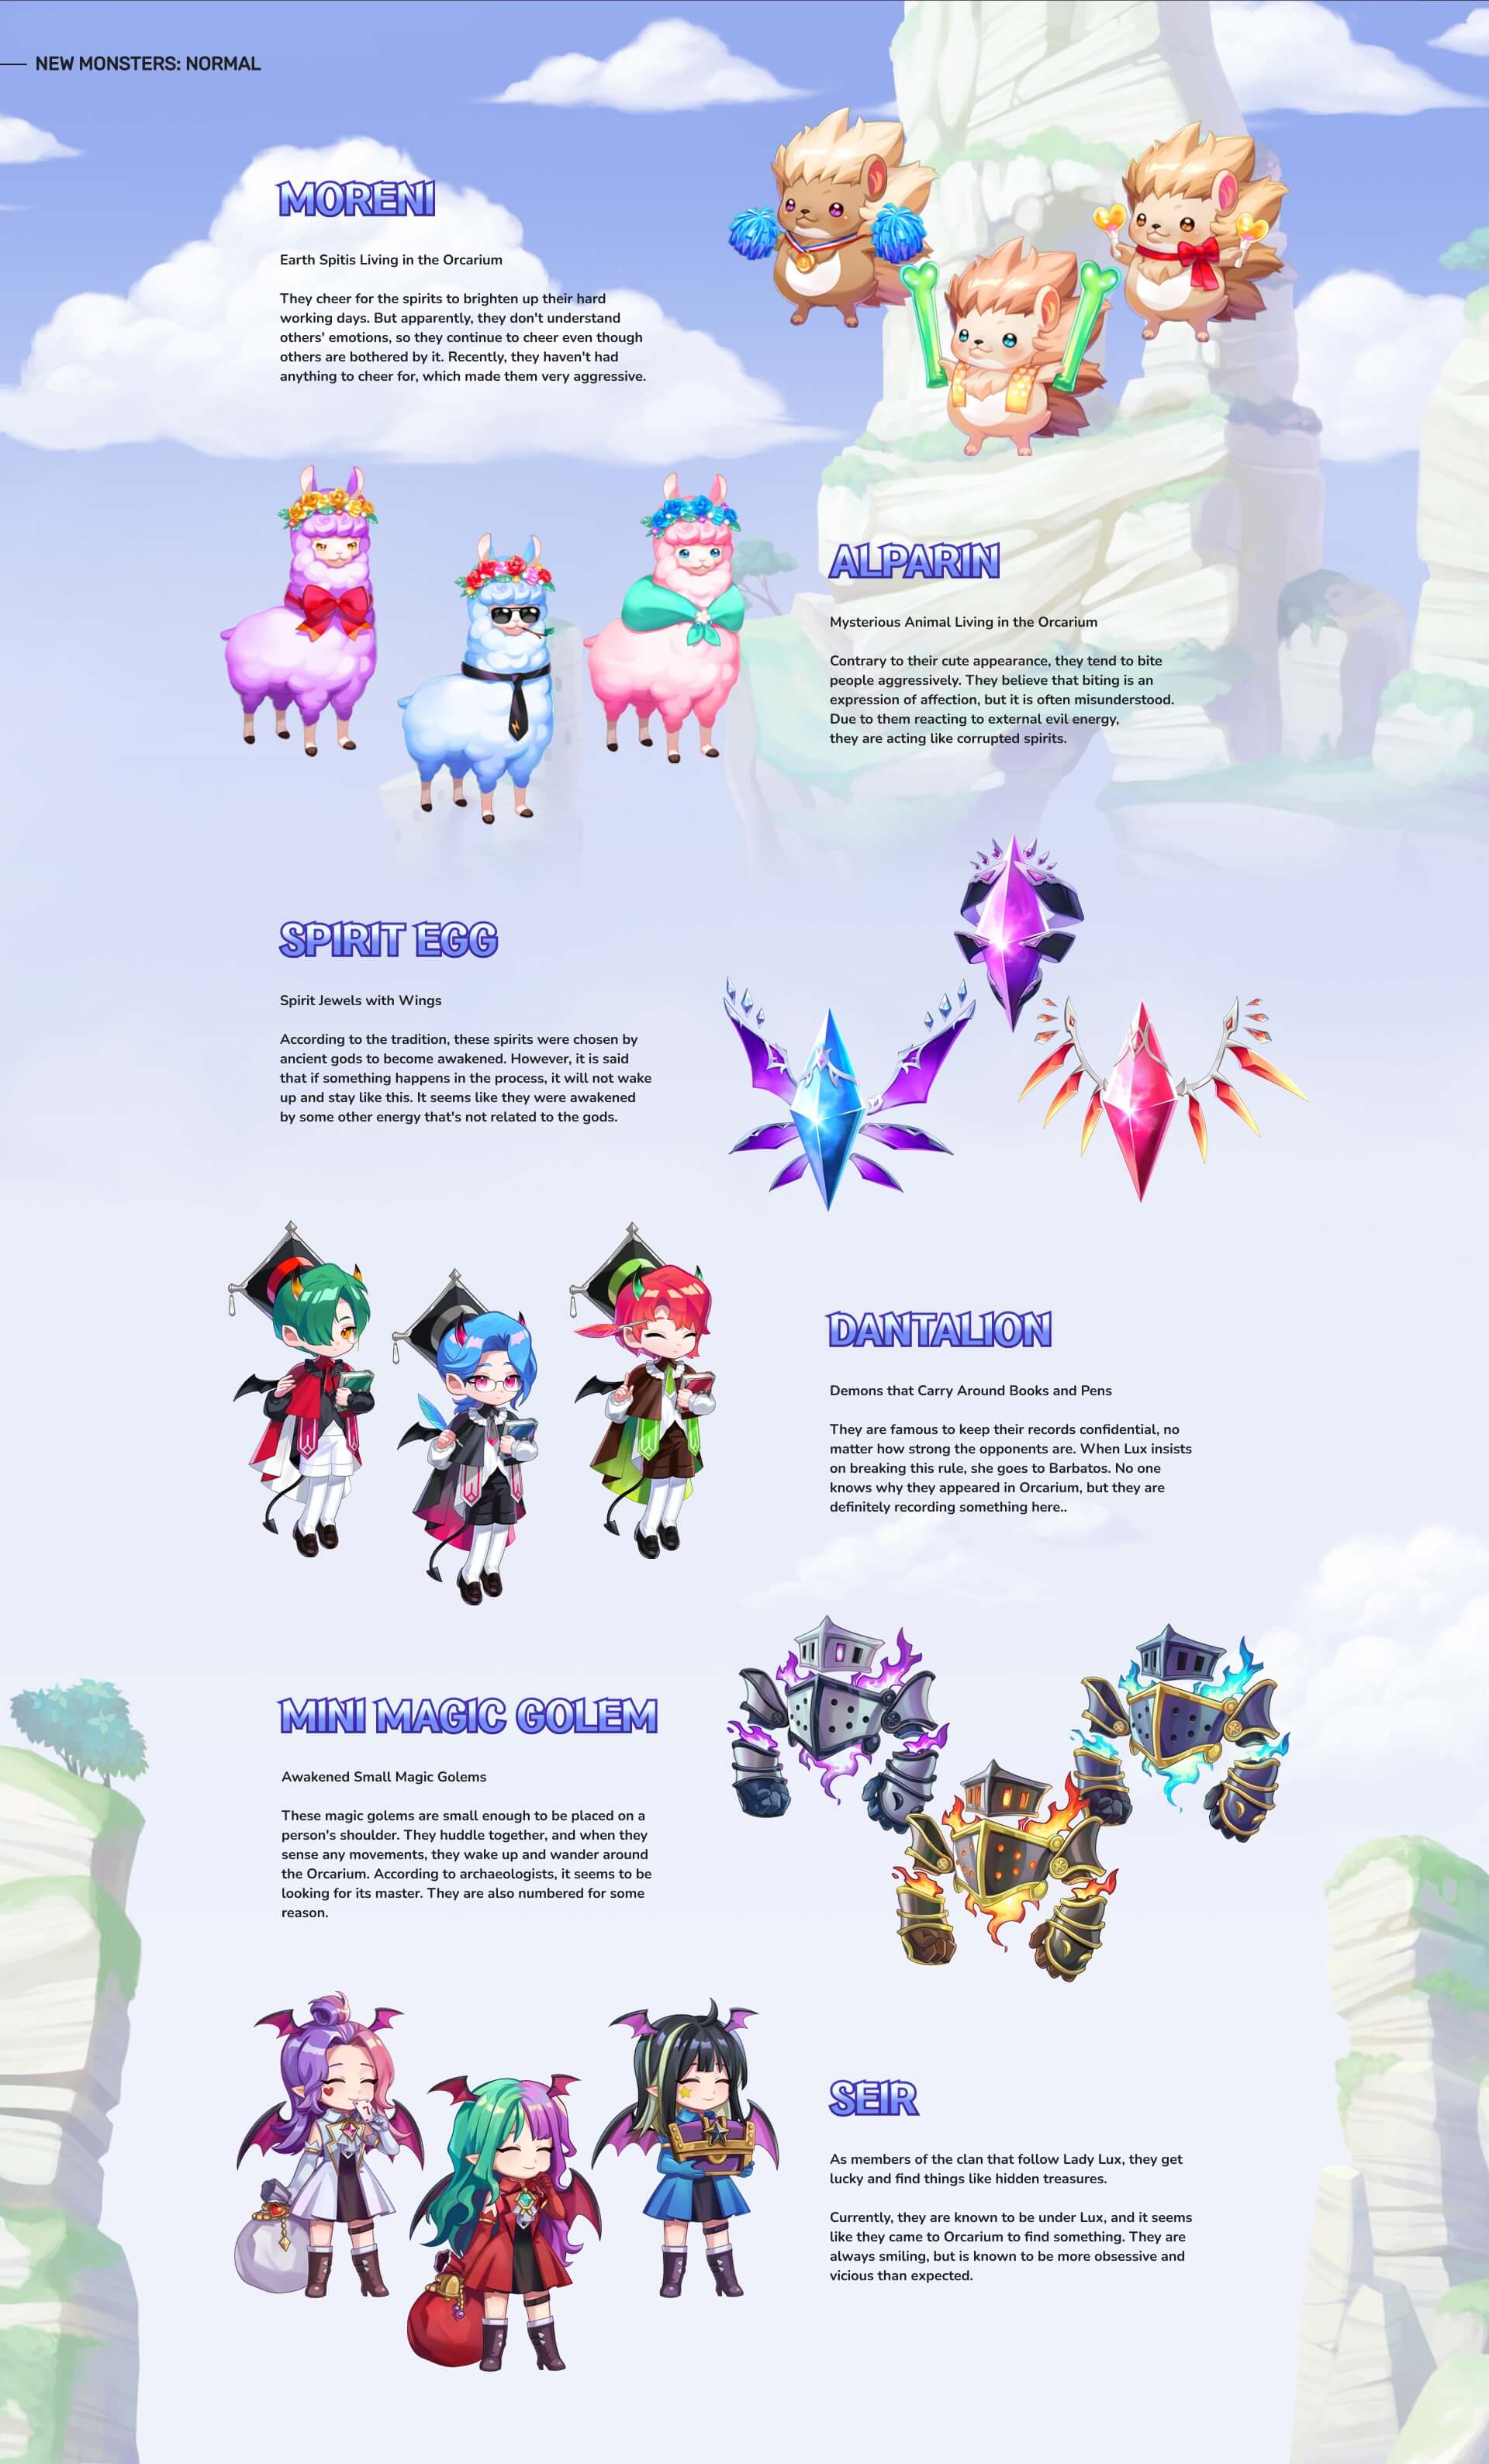 NEW MONSTERS: NORMAL
MORENI
Earth Spitis Living in the Orcarium
They cheer for the spirits to brighten up their hard
working days. But apparently, they don't understand
others' emotions, so they continue to cheer even though
others are bothered by it. Recently, they haven't had
anything to cheer for, which made them very aggressive.
ALPARIN
Mysterious Animal Living in the Orcarium
Contrary to their cute appearance, they tend to bite
people aggressively. They believe that biting is an
expression of affection, but it is often misunderstood.
Due to them reacting to external evil energy,
they are acting like corrupted spirits.
SPIRIT EGG
Spirit Jewels with Wings
According to the tradition, these spirits were chosen by
ancient gods to become awakened. However, it is said
that if something happens in the process, it will not wake
up and stay like this. It seems like they were awakened
by some other energy that's not related to the gods.
DANTALION
Demons that Carry Around Books and Pens
They are famous to keep their records confidential, no
matter how strong the opponents are. When Lux insists
on breaking this rule, she goes to Barbatos. No one
knows why they appeared in Orcarium, but they are
definitely recording something here..
MINI MAGIC GOLEM
Awakened Small Magic Golems
These magic golems are small enough to be placed on a
person's shoulder. They huddle together, and when they
sense any movements, they wake up and wander around
the Orcarium. According to archaeologists, it seems to be
looking for its master. They are also numbered for some
reason.
SEIR
As members of the clan that follow Lady Lux, they get
lucky and find things like hidden treasures.
Currently, they are known to be under Lux, and it seems
like they came to Orcarium to find something. They are
always smiling, but is known to be more obsessive and
vicious than expected.